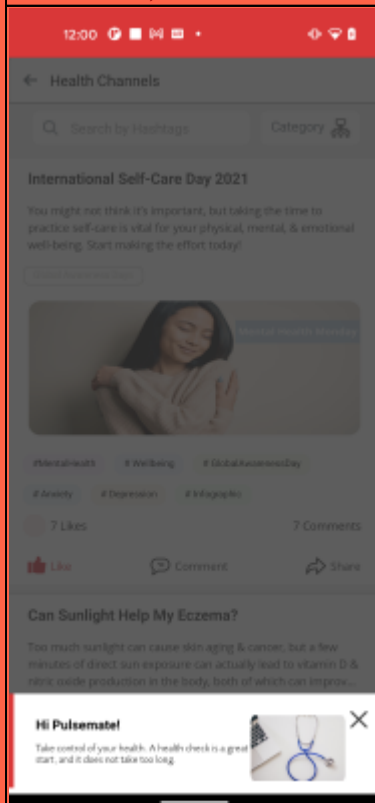 12:00
Health Channels
Search by Hashtags
Category
International Self-Care Day 2021
You might not think it's important, but taking the time to
practice self-care is vital for your physical, mental, & emotional
well-being. Start making the effort today!
Mental Health Monday
#MentalHealth # Wellbeing # GlobalAwarenessDay
# Anxiety # Depression # Infographic
7 Likes 7 Comments
Like Comment Share
Can Sunlight Help My Eczema?
Too much sunlight can cause skin aging & cancer, but a few
minutes of direct sun exposure can actually lead to vitamin D &
nitric oxide production in the body, both of which can improv...
Hi Pulsemate!
Take control of your health. A health check is a great
start, and it does not take too long.